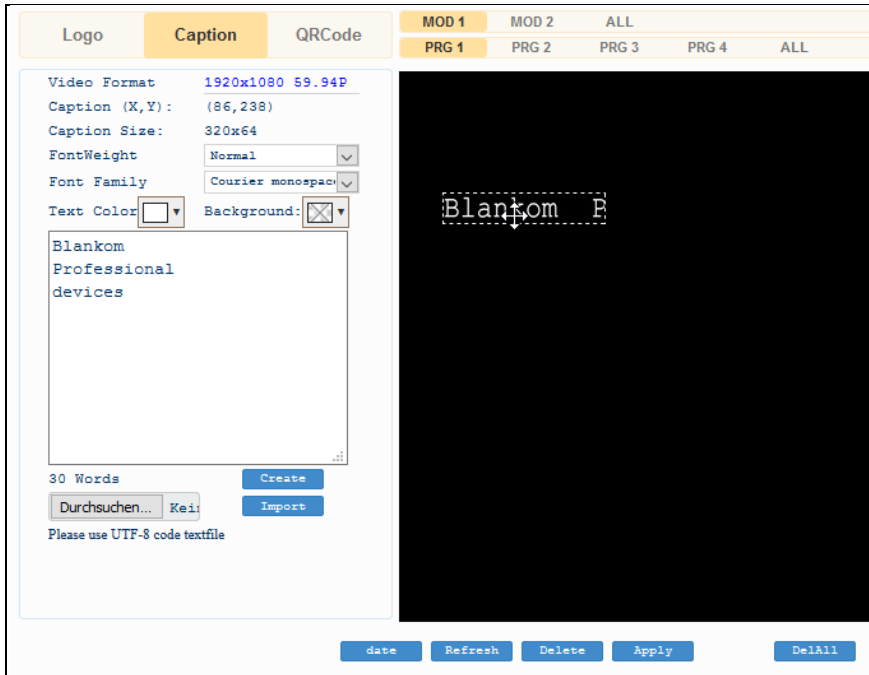 Logo Caption QRCode
MOD 1 MOD 2 ALL
PRG 1 PRG 2 PRG 3 PRG 4 ALL
Video Format 1920x1080 59.94P
Caption (X,Y): (86,238)
Caption Size: 320x64
FontWeight Normal
Font Family Courier monospac
Text Color Background:
Blankom
Professional
devices
30 Words Create
Durchsuchen... Kei Import
Please use UTF-8 code textfile
Blankom P
date Refresh Delete Apply DelAll